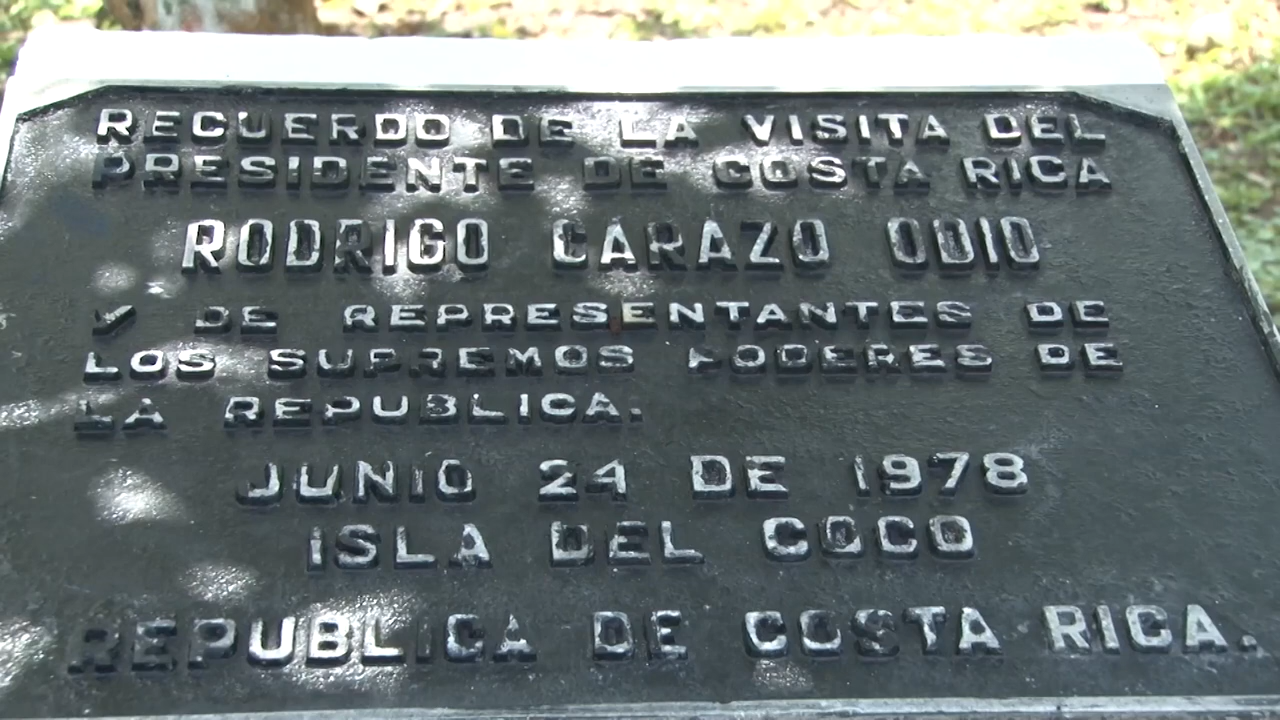 RECUERDO DE LA VISITA DEL
PRESIDENTE DE COSTA RICA
RODRIGO CARAZO ODIO
Y DE REPRESENTANTES DE
LOS SUPREMOS PODERES DE
LA REPUBLICA.
JUNIO 24 DE 1978
ISLA DEL COCO
REPUBLICA DE COSTA RICA.